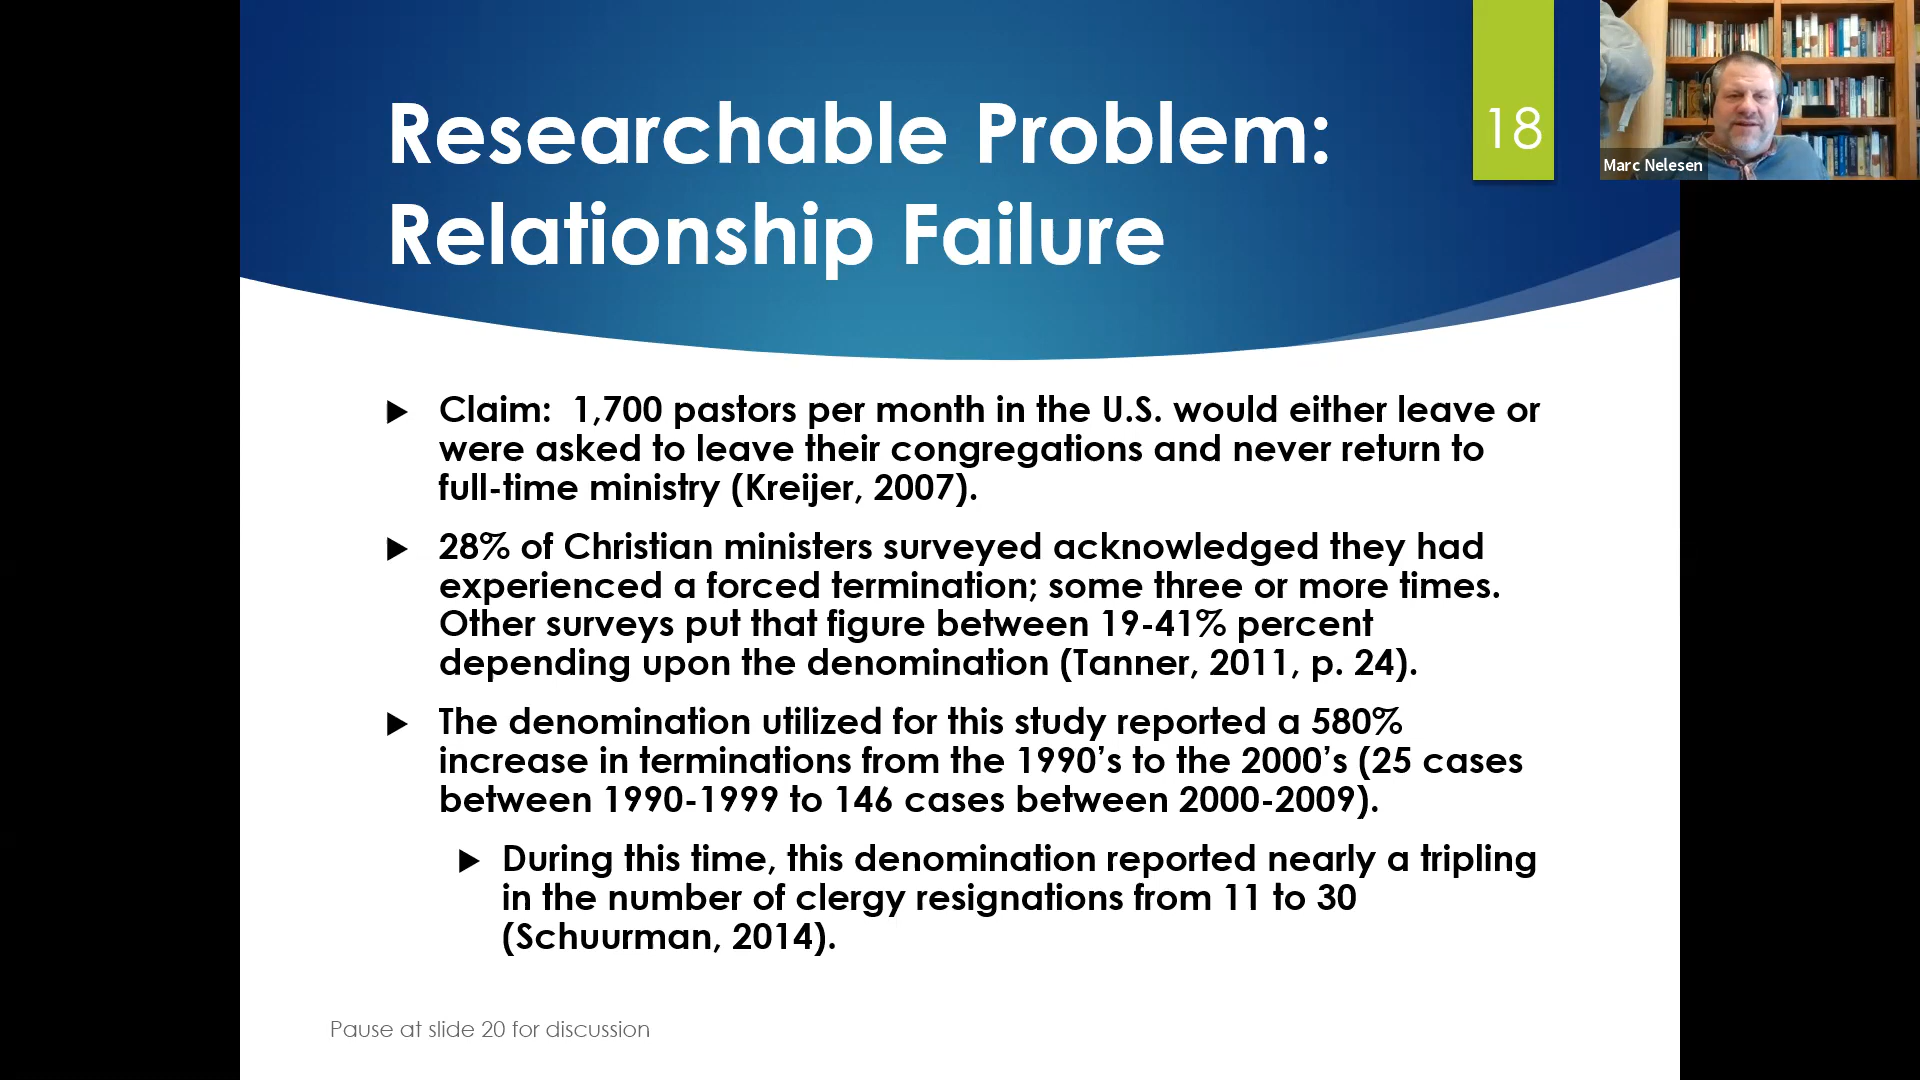 Researchable Problem:
Relationship Failure
18
Marc Nelesen
Claim:  1,700 pastors per month in the U.S. would either leave or
were asked to leave their congregations and never return to
full-time ministry (Kreijer, 2007).
28% of Christian ministers surveyed acknowledged they had
experienced a forced termination; some three or more times.
Other surveys put that figure between 19-41% percent
depending upon the denomination (Tanner, 2011, p. 24).
The denomination utilized for this study reported a 580%
increase in terminations from the 1990’s to the 2000’s (25 cases
between 1990-1999 to 146 cases between 2000-2009).
During this time, this denomination reported nearly a tripling
in the number of clergy resignations from 11 to 30
(Schuurman, 2014).
Pause at slide 20 for discussion